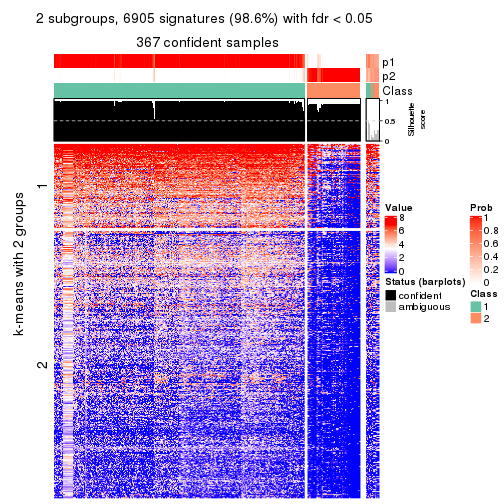 2 subgroups, 6905 signatures (98.6%) with fdr < 0.05
367 confident samples
p1
p2
Class
1
0.5
0
Silhouette
score
k-means with 2 groups
1
2
Value
8
6
4
2
0
Status (barplots)
confident
ambiguous
Prob
1
0.8
0.6
0.4
0.2
0
Class
1
2